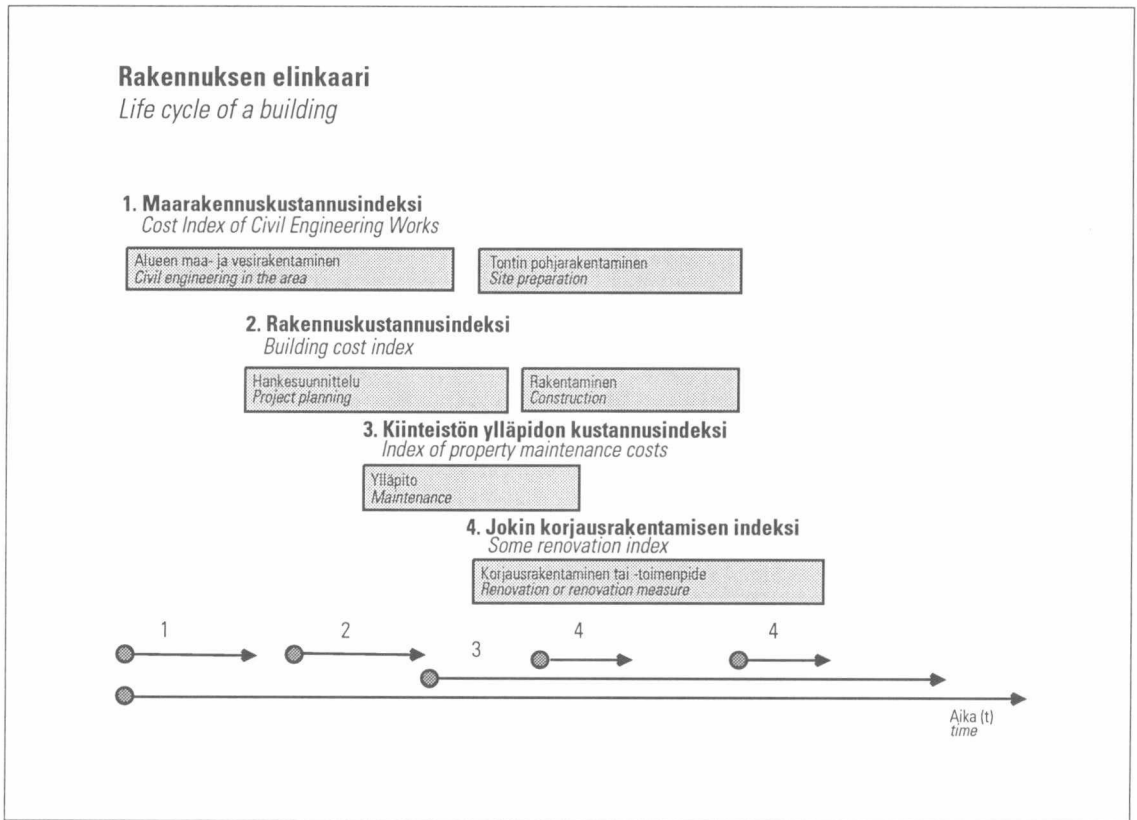 Rakennuksen elinkaari
Life cycle of a building
1. Maarakennuskustannusindeksi
Cost Index of Civil Engineering Works
Alueen maa- ja vesirakentaminen
Civil engineering in the area
Tontin pohjarakentaminen
Site preparation
2. Rakennuskustannusindeksi
Building cost index
Hankesuunnittelu
Project planning
Rakentaminen
Construction
3. Kiinteistön ylläpidon kustannusindeksi
Index of property maintenance costs
Ylläpito
Maintenance
4. Jokin korjausrakentamisen indeksi
Some renovation index
Korjausrakentaminen tai -toimenpide
Renovation or renovation measure
1 2 3 4 4
Aika (t)
time